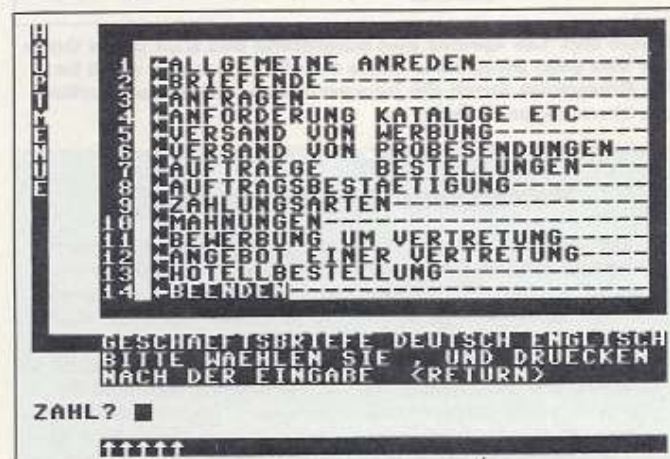 HAUPTMENUE
1 ←ALLGEMEINE ANREDEN-----------
2 ←BRIEFENDE--------------------
3 ←ANFRAGEN---------------------
4 ←ANFORDERUNG KATALOGE ETC-----
5 ←VERSAND VON WERBUNG----------
6 ←VERSAND VON PROBESENDUNGEN--
7 ←AUFTRAEGE   BESTELLUNGEN----
8 ←AUFTRAGSBESTAETIGUNG---------
9 ←ZAHLUNGSARTEN----------------
10 ←MAHNUNGEN--------------------
11 ←BEWERBUNG UM VERTRETUNG------
12 ←ANGEBOT EINER VERTRETUNG-----
13 ←HOTELLBESTELLUNG-------------
14 ←BEENDEN----------------------
GESCHAEFTSBRIEFE DEUTSCH ENGLISCH
BITTE WAEHLEN SIE , UND DRUECKEN
NACH DER EINGABE <RETURN>
ZAHL?
↑↑↑↑↑